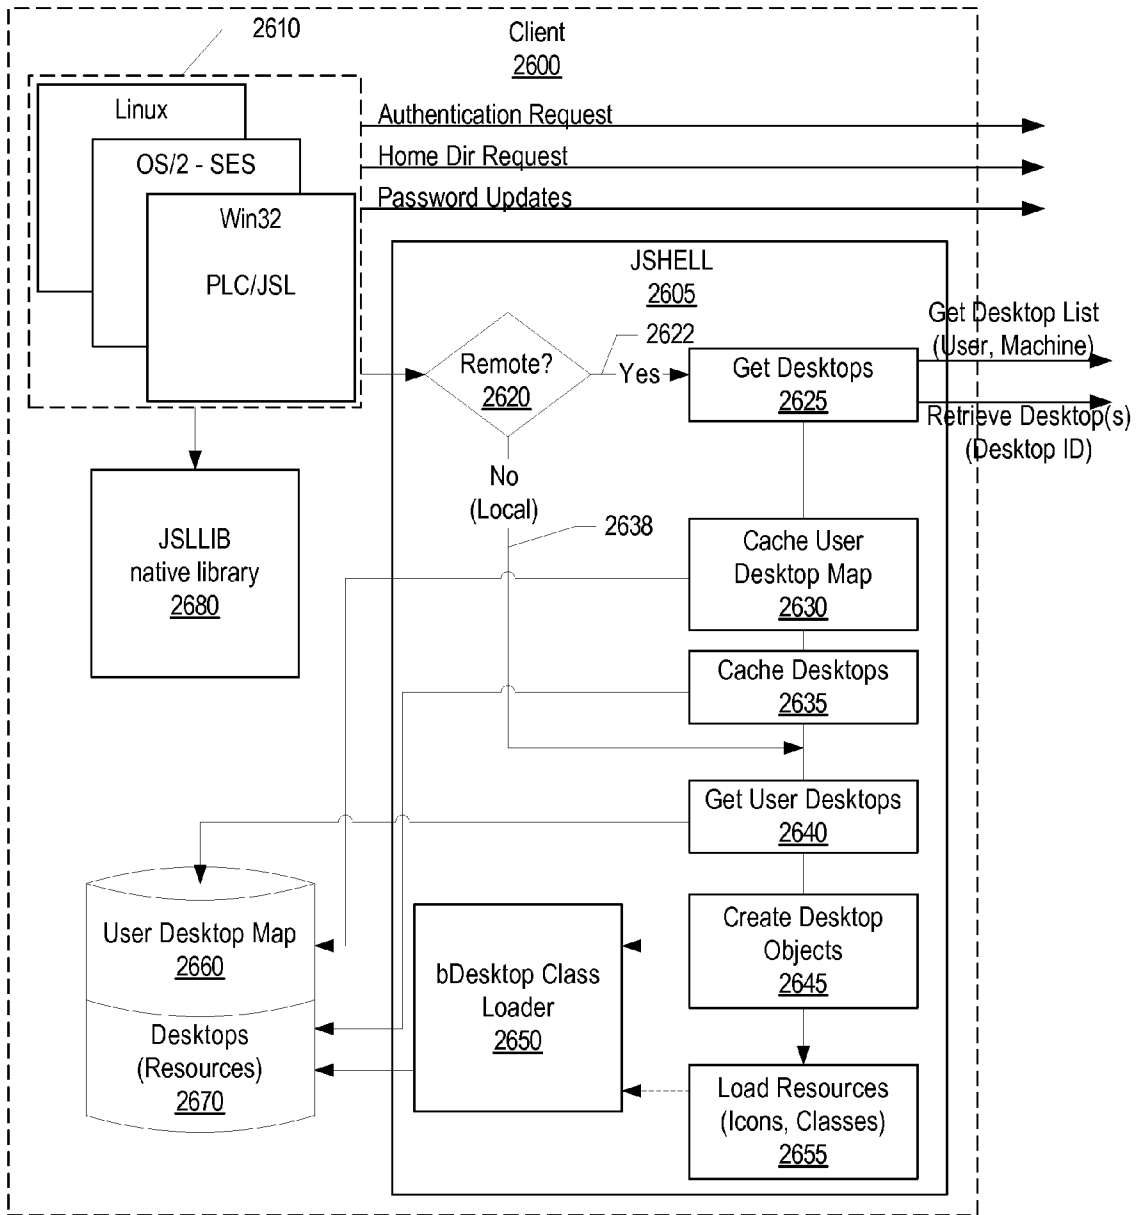 2610
Client
2600
Linux
OS/2 - SES
Win32
PLC/JSL
Authentication Request
Home Dir Request
Password Updates
JSHELL
2605
Remote?
2620
2622
Yes
Get Desktops
2625
Get Desktop List
(User, Machine)
Retrieve Desktop(s)
(Desktop ID)
No
(Local)
2638
JSLLIB
native library
2680
Cache User
Desktop Map
2630
Cache Desktops
2635
Get User Desktops
2640
User Desktop Map
2660
Desktops
(Resources)
2670
bDesktop Class
Loader
2650
Create Desktop
Objects
2645
Load Resources
(Icons, Classes)
2655